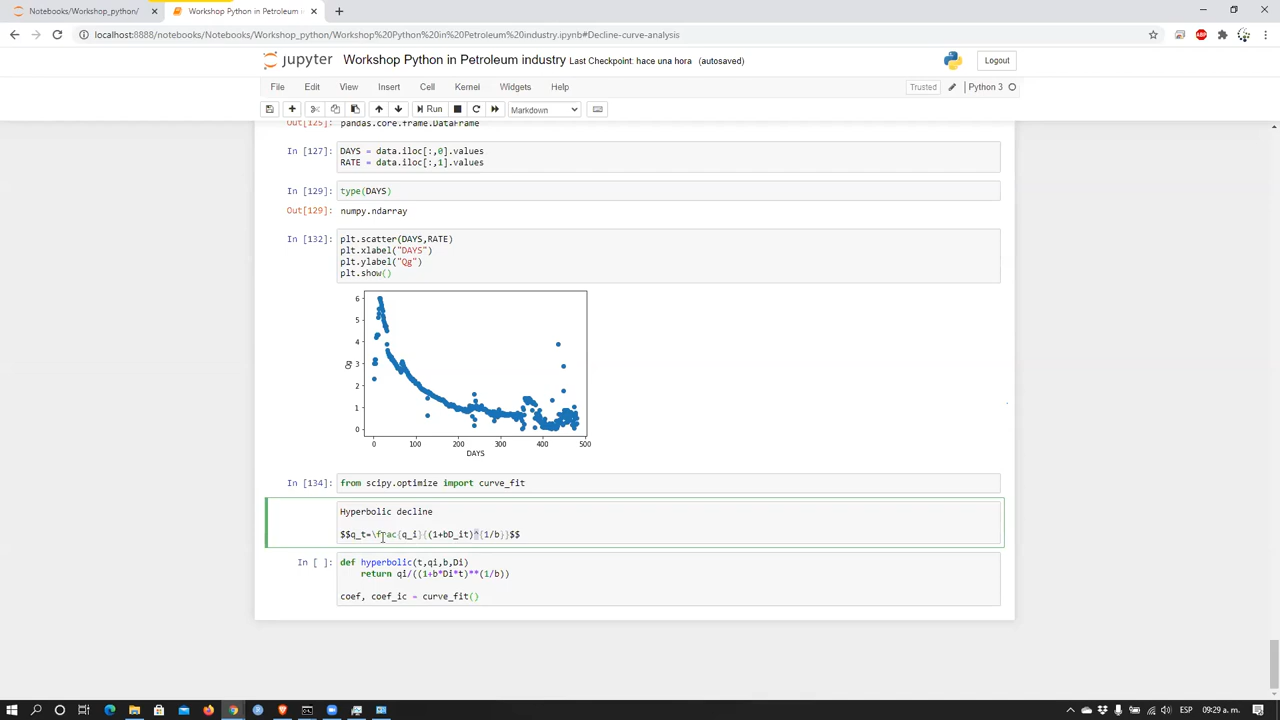 Notebooks/Workshop_python/
Workshop Python in Petroleum in
localhost:8888/notebooks/Notebooks/Workshop_python/Workshop%20Python%20in%20Petroleum%20industry.ipynb#Decline-curve-analysis
ABP
jupyter Workshop Python in Petroleum industry Last Checkpoint: hace una hora (autosaved)
Logout
File Edit View Insert Cell Kernel Widgets Help
Trusted Python 3
Run Markdown
Out[125]: pandas.core.frame.DataFrame
In [127]: DAYS = data.iloc[:,0].values
RATE = data.iloc[:,1].values
In [129]: type(DAYS)
Out[129]: numpy.ndarray
In [132]: plt.scatter(DAYS,RATE)
plt.xlabel("DAYS")
plt.ylabel("Qg")
plt.show()
6
5
4
3
2
1
0
Qg
0 100 200 300 400 500
DAYS
In [134]: from scipy.optimize import curve_fit
Hyperbolic decline
$$q_t=\frac{q_i}{(1+bD_it)^{1/b}}$$
In [ ]: def hyperbolic(t,qi,b,Di)
return qi/((1+b*Di*t)**(1/b))
coef, coef_ic = curve_fit()
ESP 09:29 a. m.